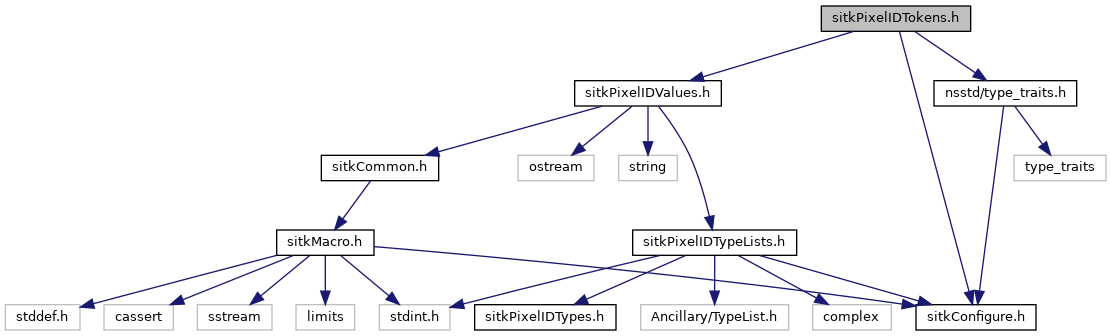 sitkPixelIDTokens.h
sitkPixelIDValues.h
nsstd/type_traits.h
sitkCommon.h
ostream
string
type_traits
sitkMacro.h
sitkPixelIDTypeLists.h
stddef.h
cassert
sstream
limits
stdint.h
sitkPixelIDTypes.h
Ancillary/TypeList.h
complex
sitkConfigure.h